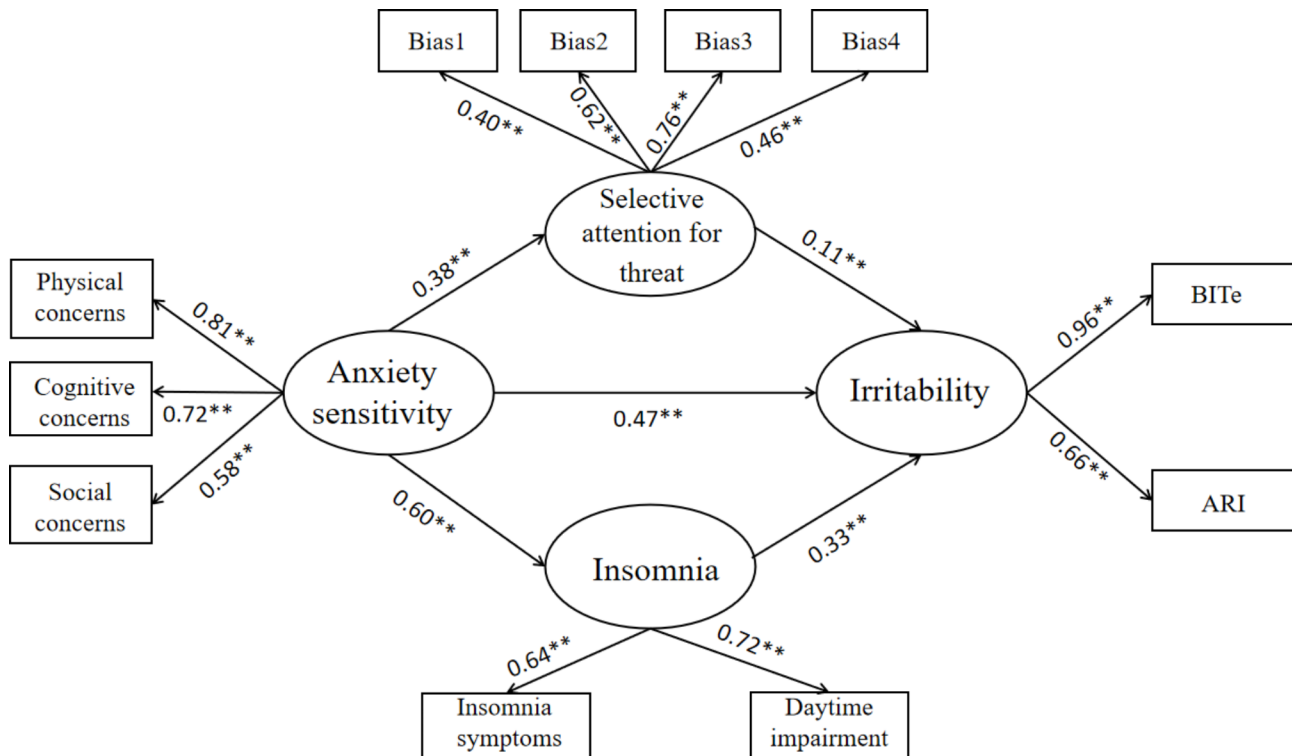 Bias1
Bias2
Bias3
Bias4
0.40**
0.62**
0.76**
0.46**
Selective
attention for
threat
0.38**
0.11**
Physical
concerns
0.81**
Cognitive
concerns
0.72**
Social
concerns
0.58**
Anxiety
sensitivity
0.47**
Irritability
0.96**
BITe
0.66**
ARI
0.60**
0.33**
Insomnia
0.64**
0.72**
Insomnia
symptoms
Daytime
impairment